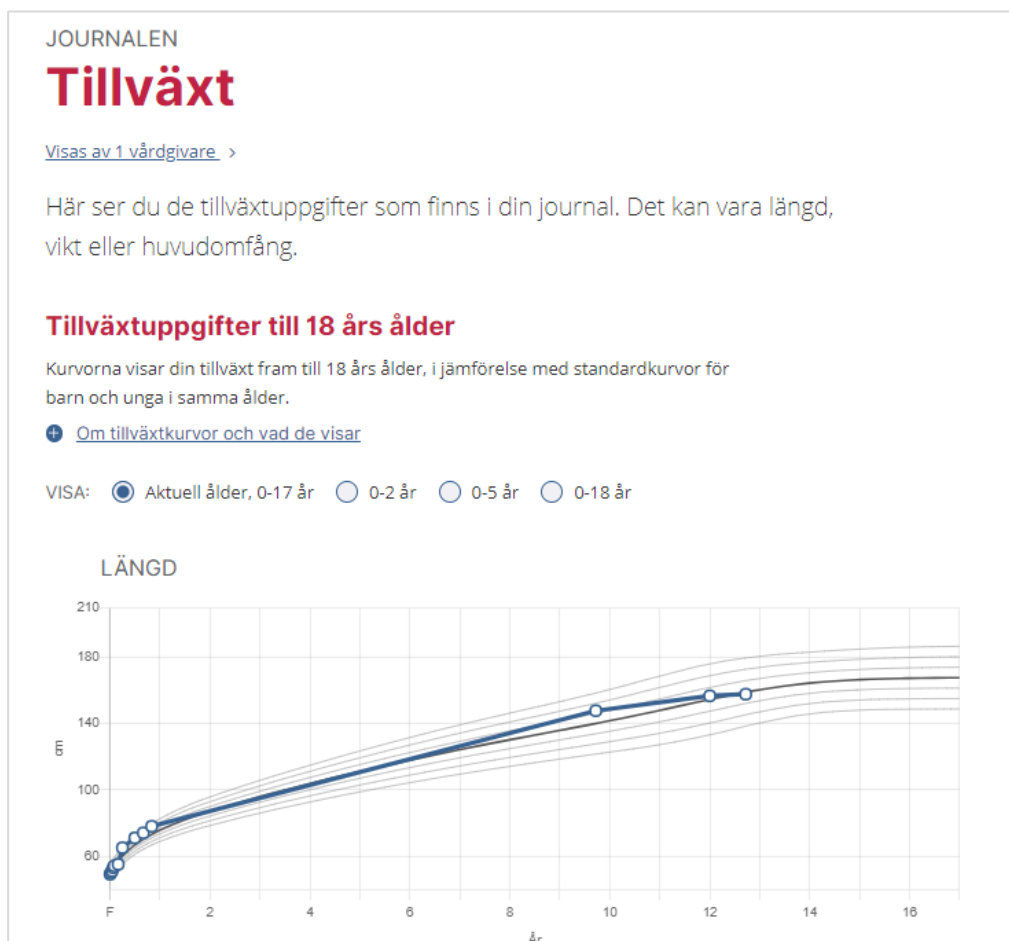 JOURNALEN
Tillväxt
Visas av 1 vårdgivare >
Här ser du de tillväxtuppgifter som finns i din journal. Det kan vara längd,
vikt eller huvudomfång.
Tillväxtuppgifter till 18 års ålder
Kurvorna visar din tillväxt fram till 18 års ålder, i jämförelse med standardkurvor för
barn och unga i samma ålder.
Om tillväxtkurvor och vad de visar
VISA: Aktuell ålder, 0-17 år 0-2 år 0-5 år 0-18 år
LÄNGD
210
180
140
cm
100
60
F 2 4 6 8 10 12 14 16
År